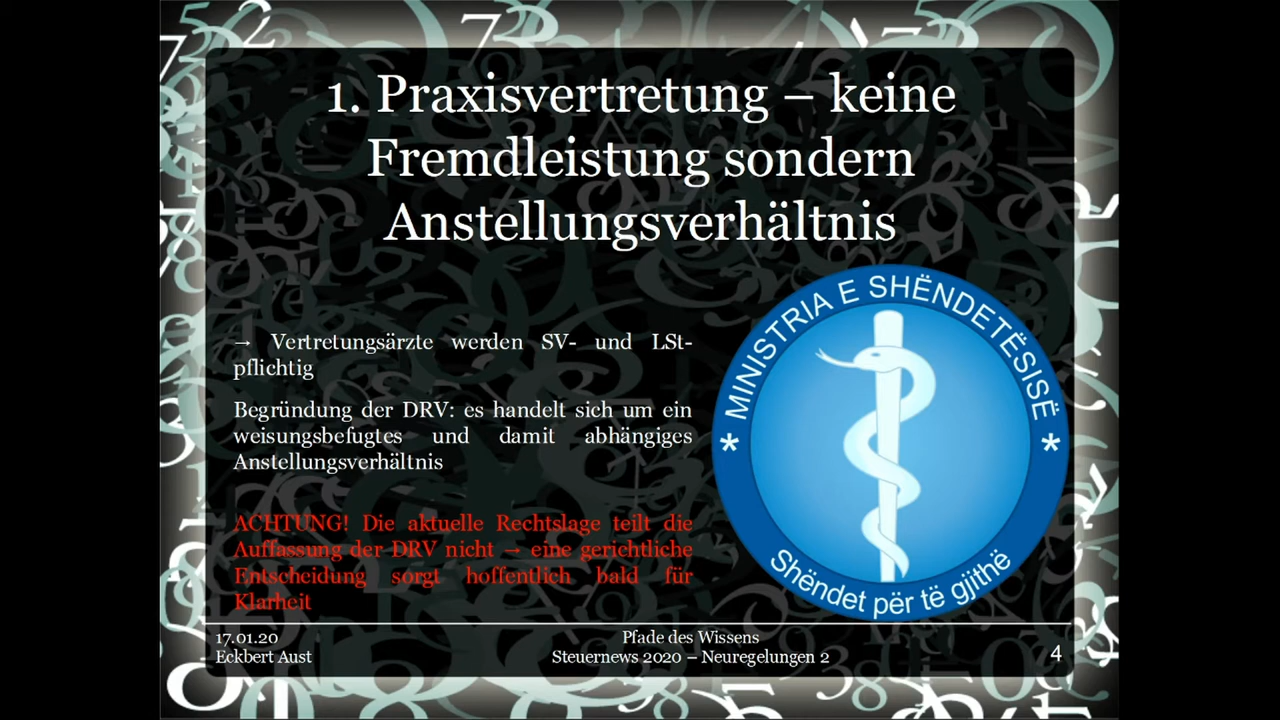 1. Praxisvertretung – keine
Fremdleistung sondern
Anstellungsverhältnis
→ Vertretungsärzte werden SV- und LSt-
pflichtig
Begründung der DRV: es handelt sich um ein
weisungsbefugtes und damit abhängiges
Anstellungsverhältnis
ACHTUNG! Die aktuelle Rechtslage teilt die
Auffassung der DRV nicht → eine gerichtliche
Entscheidung sorgt hoffentlich bald für
Klarheit
* MINISTRIA E SHËNDETËSISË *
Shëndet për të gjithë
17.01.20
Eckbert Aust
Pfade des Wissens
Steuernews 2020 – Neuregelungen 2
4